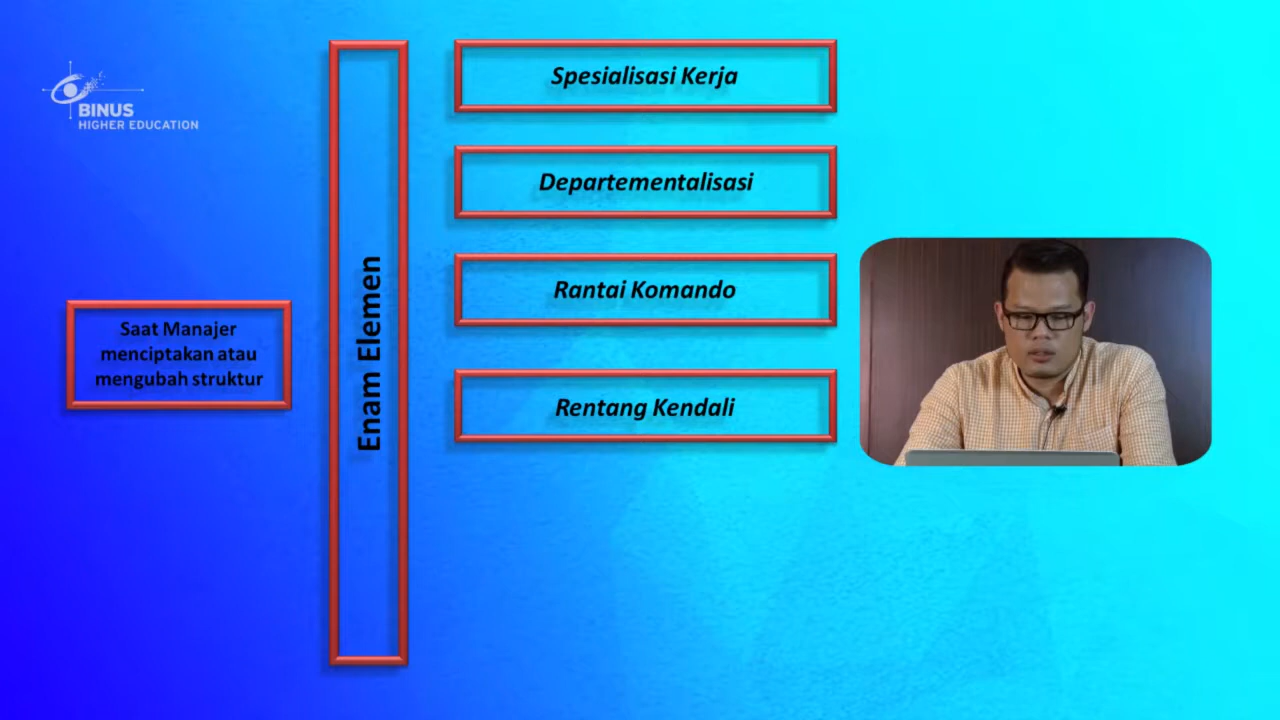 BINUS
HIGHER EDUCATION
Saat Manajer
menciptakan atau
mengubah struktur
Enam Elemen
Spesialisasi Kerja
Departementalisasi
Rantai Komando
Rentang Kendali